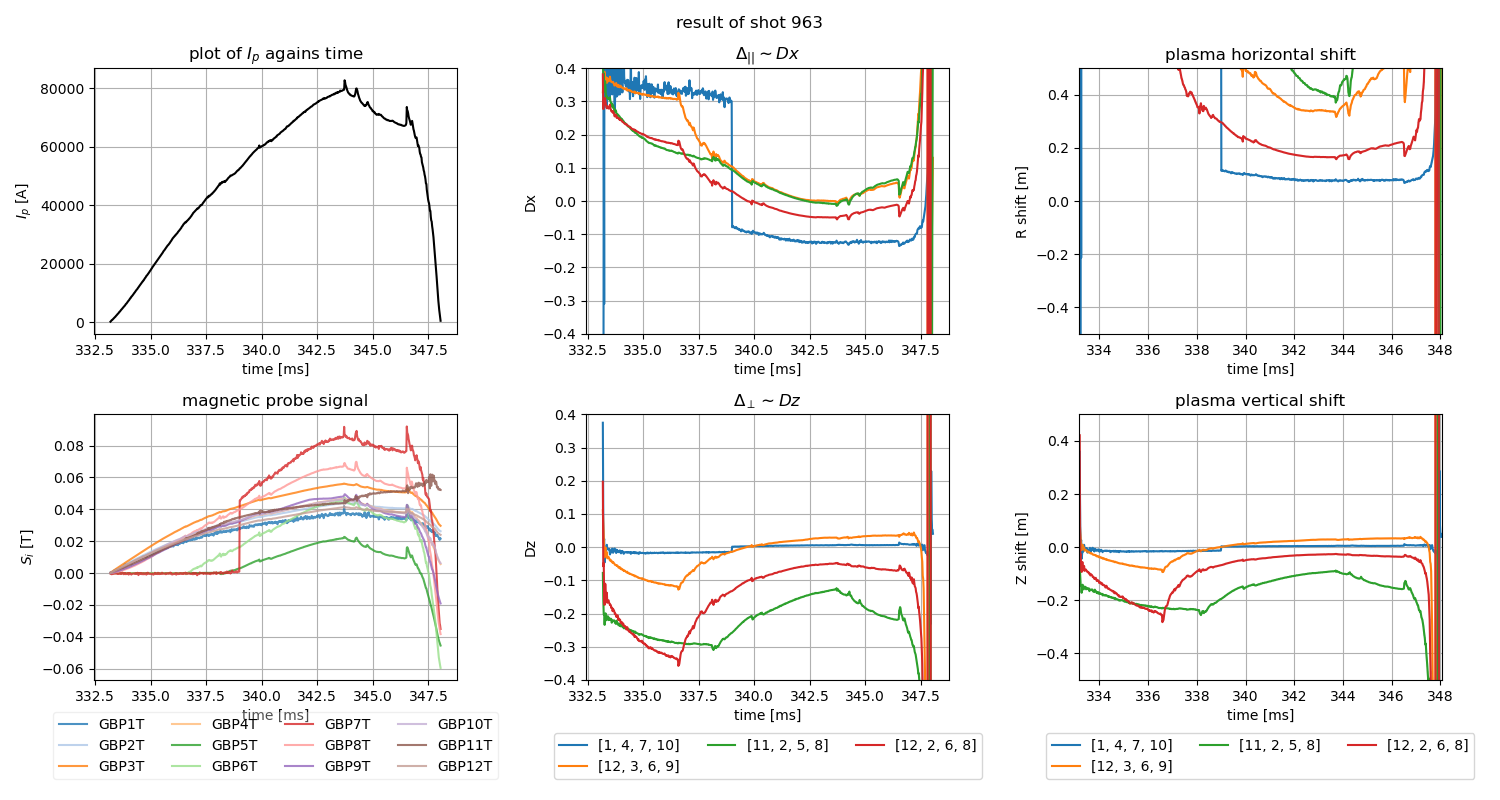 result of shot 963
plot of $I_p$ agains time
80000
60000
40000
20000
0
$I_p$ [A]
332.5 335.0 337.5 340.0 342.5 345.0 347.5
time [ms]
$\Delta_{||} \sim Dx$
0.4
0.3
0.2
0.1
0.0
−0.1
−0.2
−0.3
−0.4
Dx
332.5 335.0 337.5 340.0 342.5 345.0 347.5
time [ms]
plasma horizontal shift
0.4
0.2
0.0
−0.2
−0.4
R shift [m]
334 336 338 340 342 344 346 348
time [ms]
magnetic probe signal
0.08
0.06
0.04
0.02
0.00
−0.02
−0.04
−0.06
$S_i$ [T]
332.5 335.0 337.5 340.0 342.5 345.0 347.5
time [ms]
GBP1T GBP4T GBP7T GBP10T
GBP2T GBP5T GBP8T GBP11T
GBP3T GBP6T GBP9T GBP12T
$\Delta_{\perp} \sim Dz$
0.4
0.3
0.2
0.1
0.0
−0.1
−0.2
−0.3
−0.4
Dz
332.5 335.0 337.5 340.0 342.5 345.0 347.5
time [ms]
[1, 4, 7, 10] [11, 2, 5, 8] [12, 2, 6, 8]
[12, 3, 6, 9]
plasma vertical shift
0.4
0.2
0.0
−0.2
−0.4
Z shift [m]
334 336 338 340 342 344 346 348
time [ms]
[1, 4, 7, 10] [11, 2, 5, 8] [12, 2, 6, 8]
[12, 3, 6, 9]